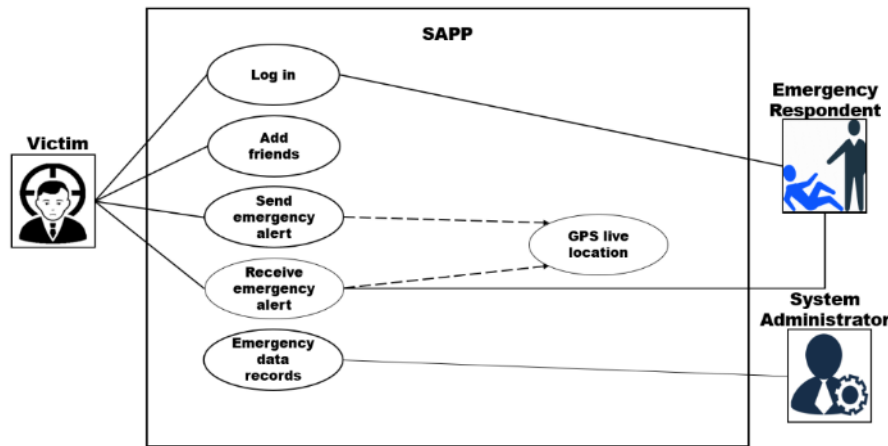 SAPP
Log in
Emergency
Respondent
Victim
Add
friends
Send
emergency
alert
GPS live
location
Receive
emergency
alert
System
Administrator
Emergency
data
records